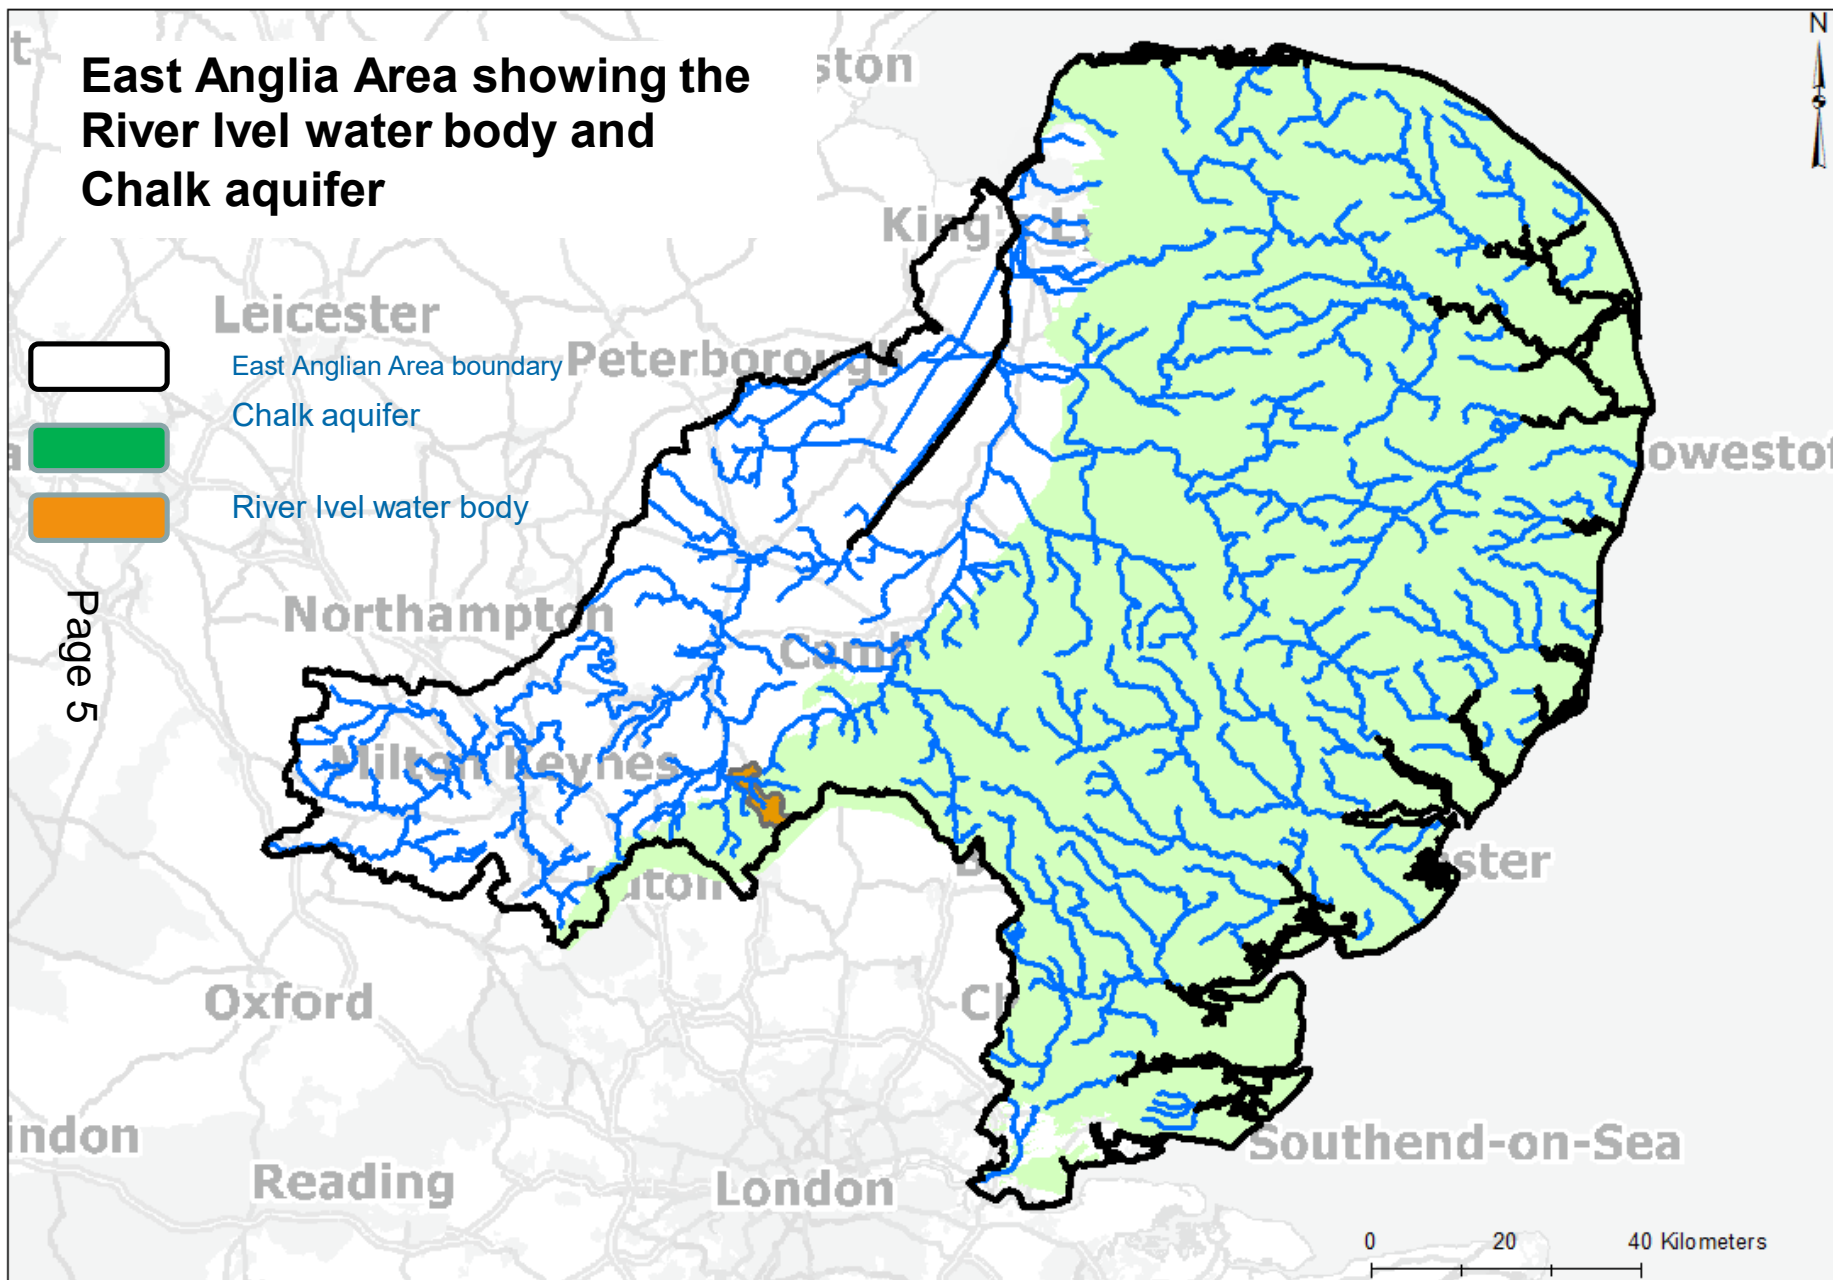 East Anglia Area showing the
River Ivel water body and
Chalk aquifer
N
Leicester
East Anglian Area boundary
Peterborough
Chalk aquifer
River Ivel water body
Page 5
Northampton
Milton Keynes
Oxford
Reading
London
Southend-on-Sea
0 20 40 Kilometers